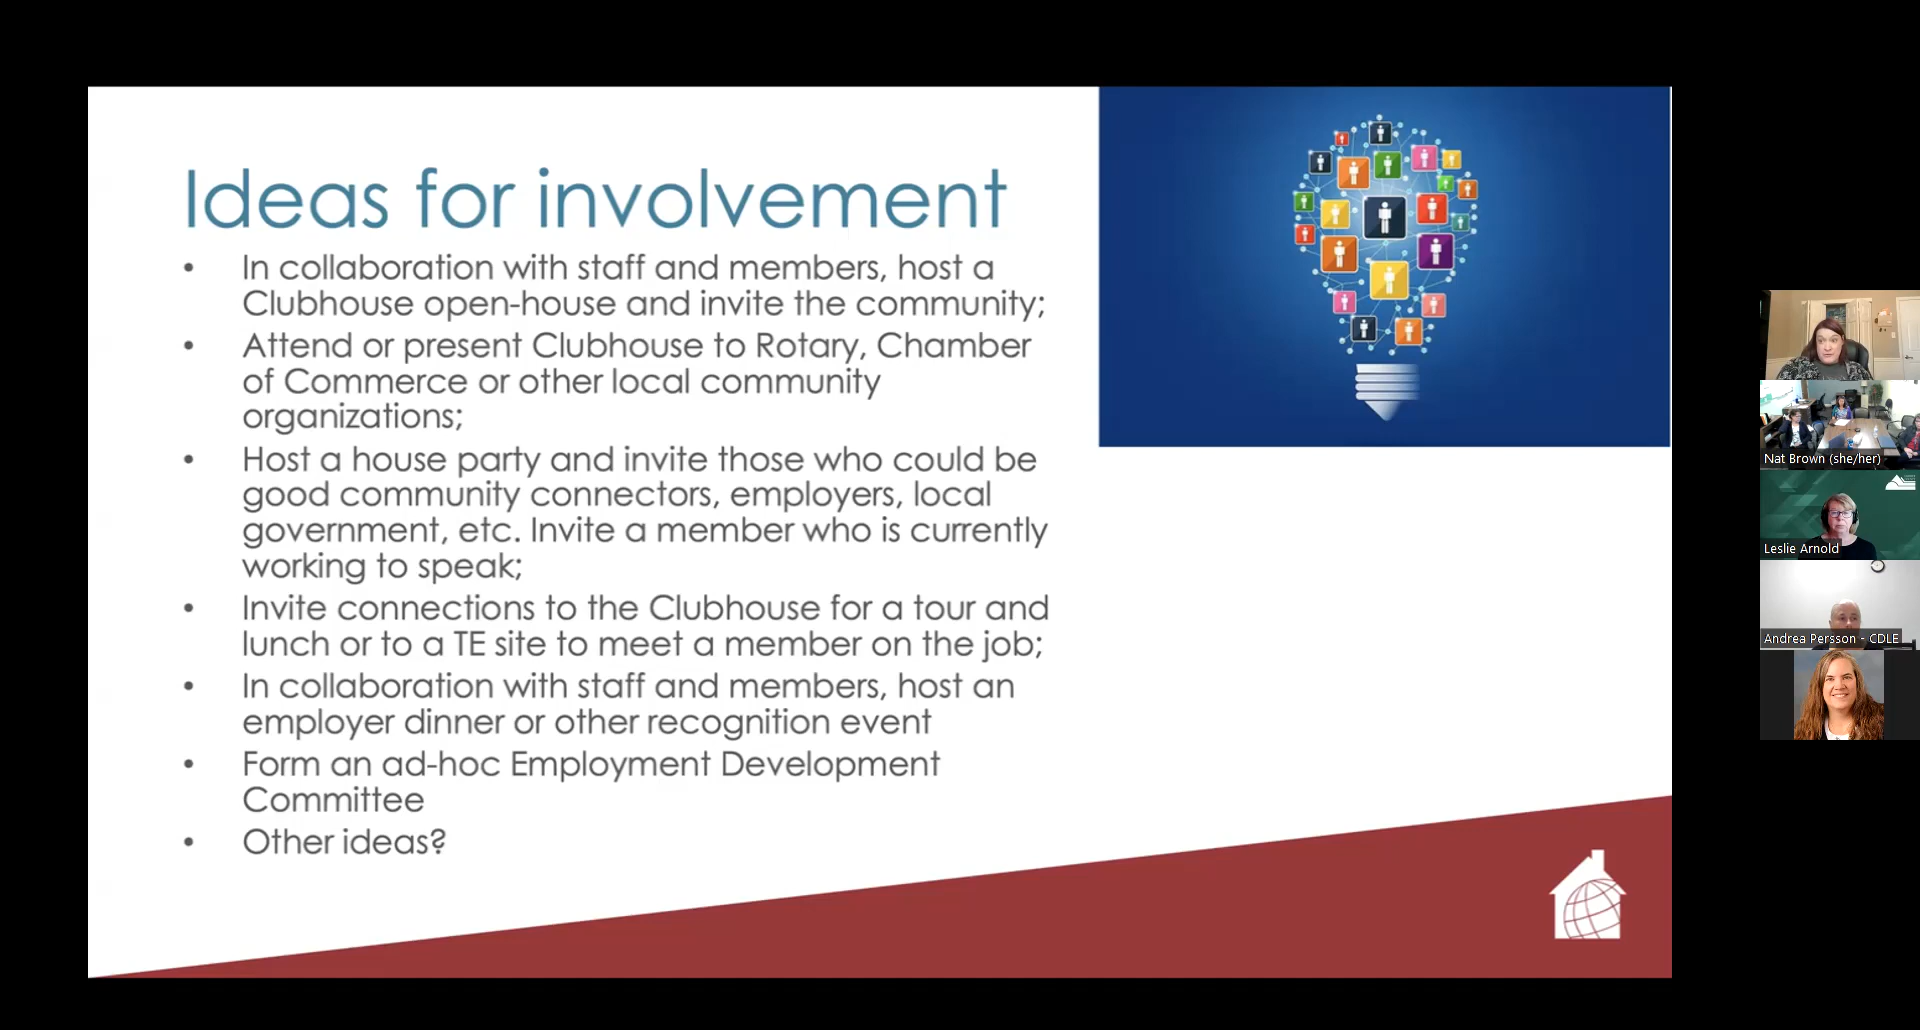 Ideas for involvement
• In collaboration with staff and members, host a
Clubhouse open-house and invite the community;
• Attend or present Clubhouse to Rotary, Chamber
of Commerce or other local community
organizations;
• Host a house party and invite those who could be
good community connectors, employers, local
government, etc. Invite a member who is currently
working to speak;
• Invite connections to the Clubhouse for a tour and
lunch or to a TE site to meet a member on the job;
• In collaboration with staff and members, host an
employer dinner or other recognition event
• Form an ad-hoc Employment Development
Committee
• Other ideas?
Nat Brown (she/her)
Leslie Arnold
Andrea Persson - CDLE